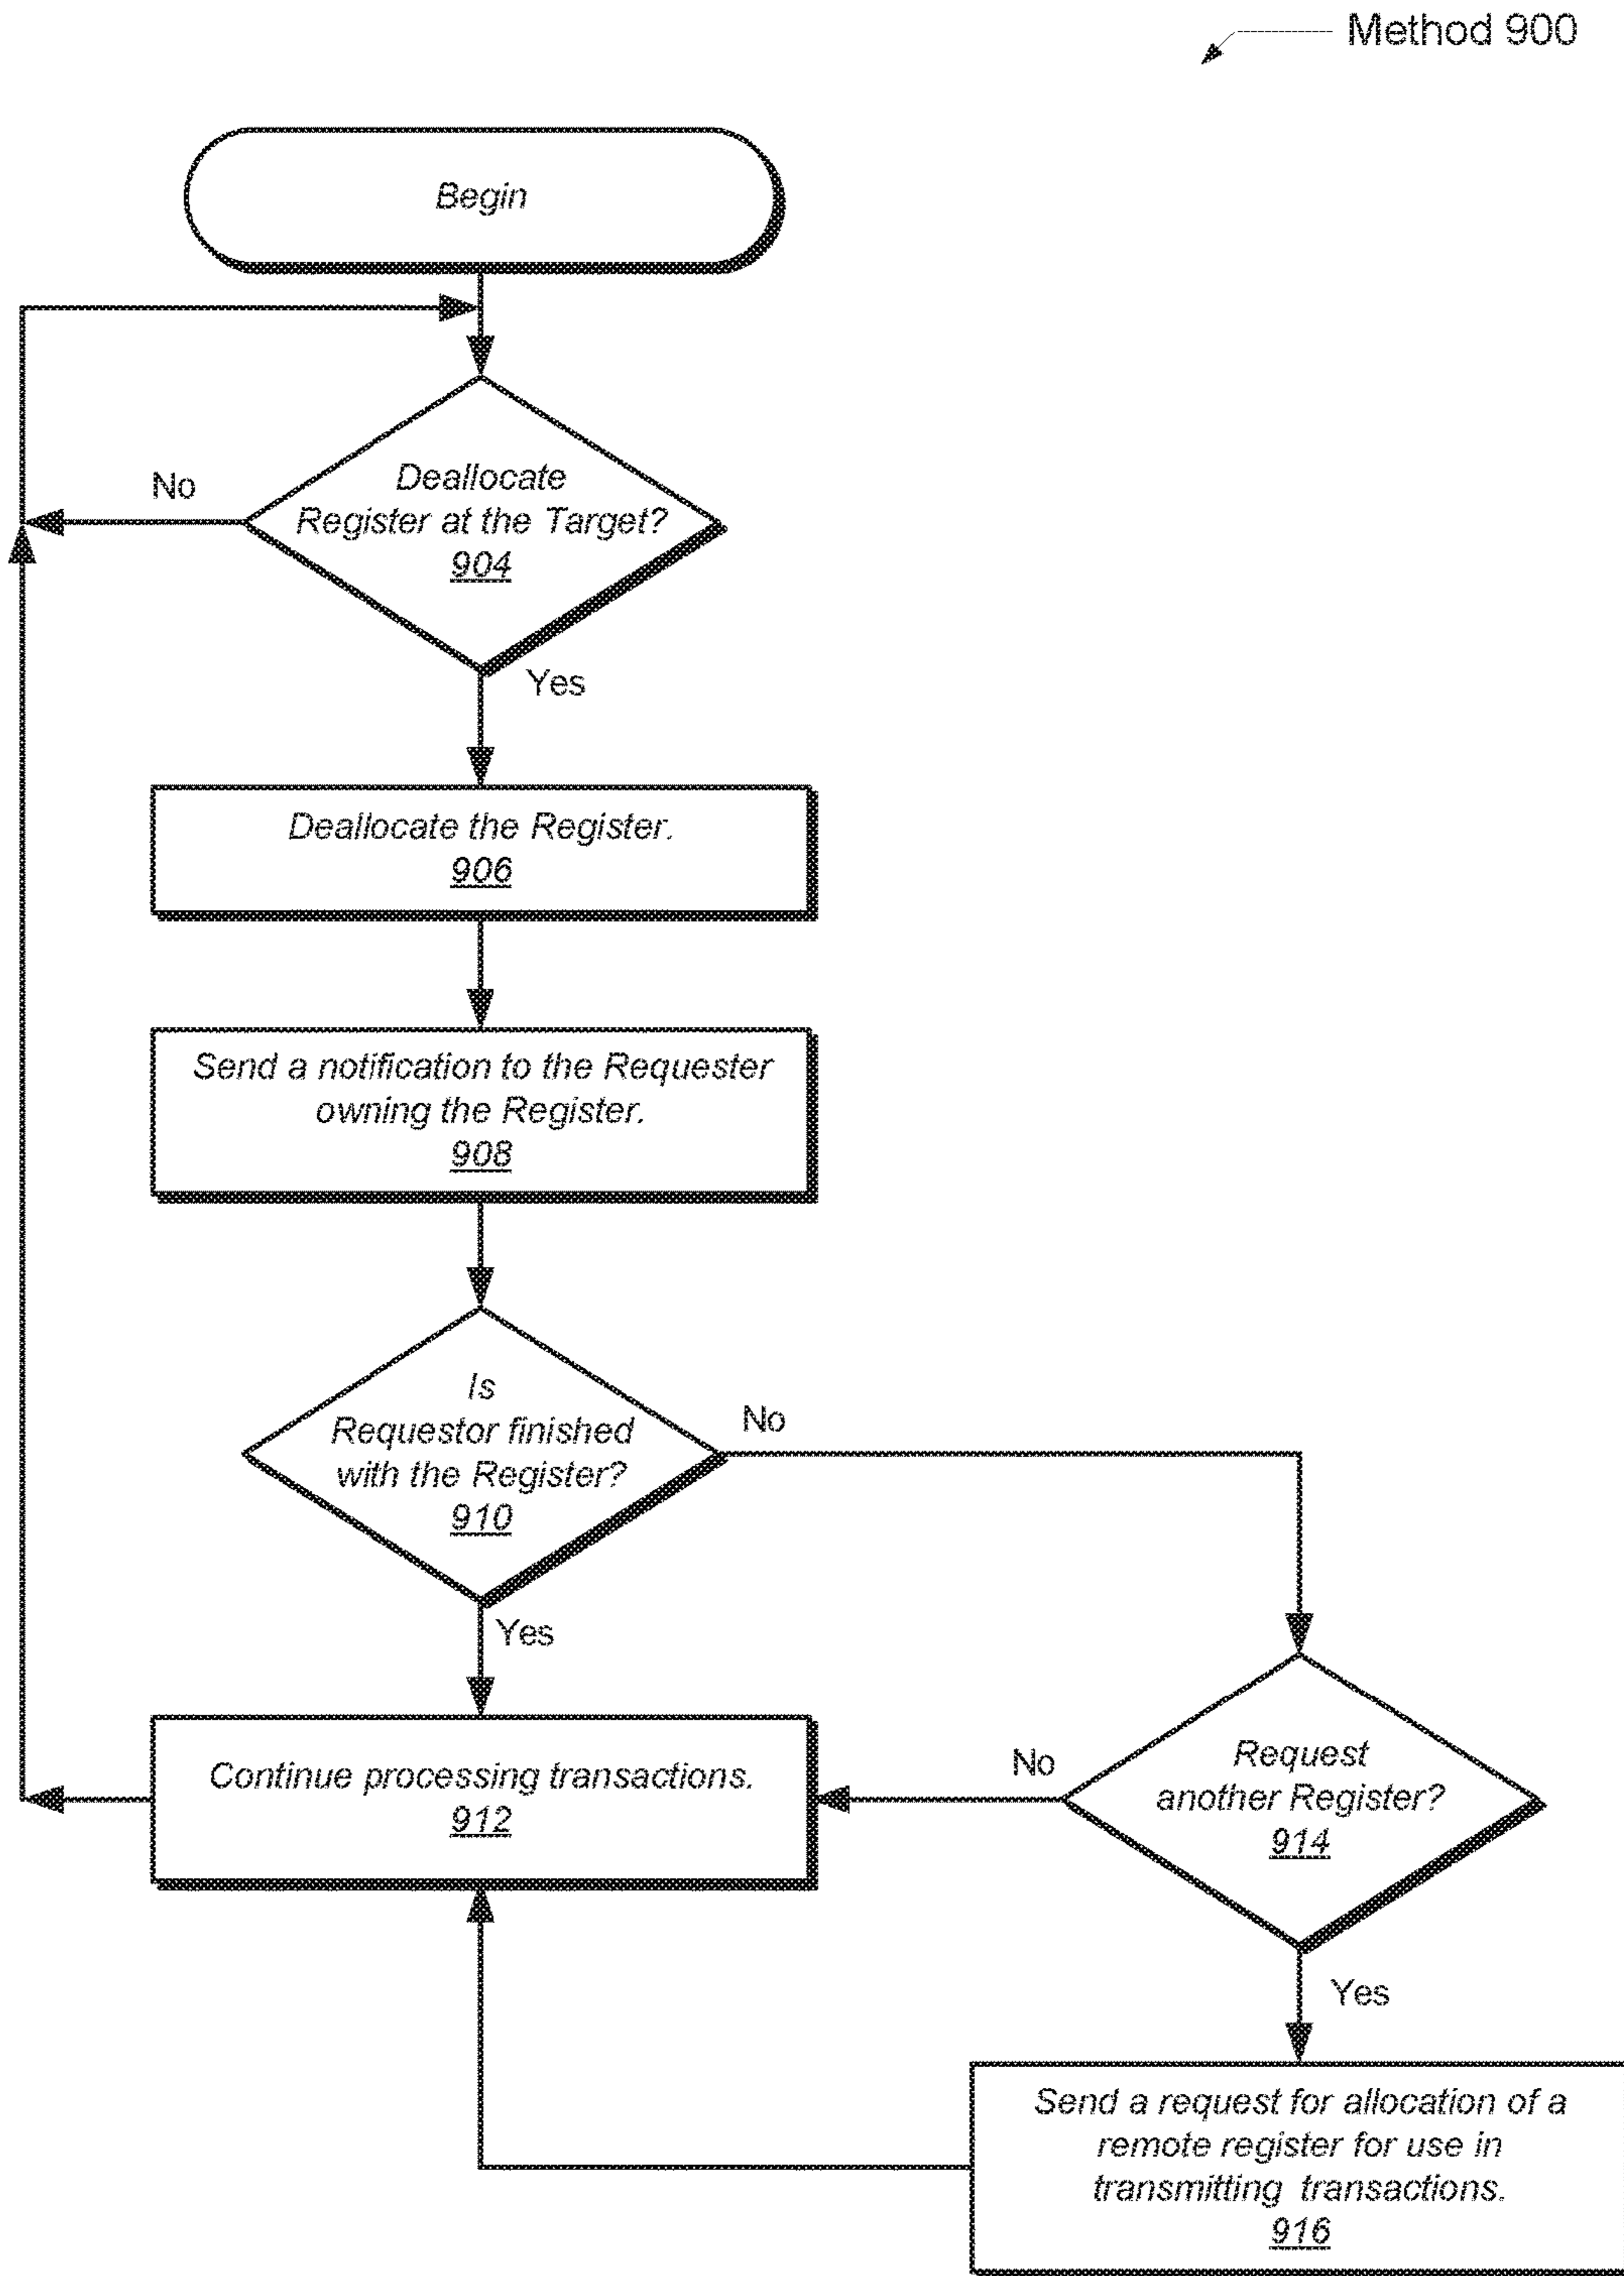 Method 900
Begin
Deallocate
Register at the Target?
904
No
Yes
Deallocate the Register.
906
Send a notification to the Requester
owning the Register.
908
Is
Requestor finished
with the Register?
910
No
Yes
Continue processing transactions.
912
Request
another Register?
914
No
Yes
Send a request for allocation of a
remote register for use in
transmitting transactions.
916